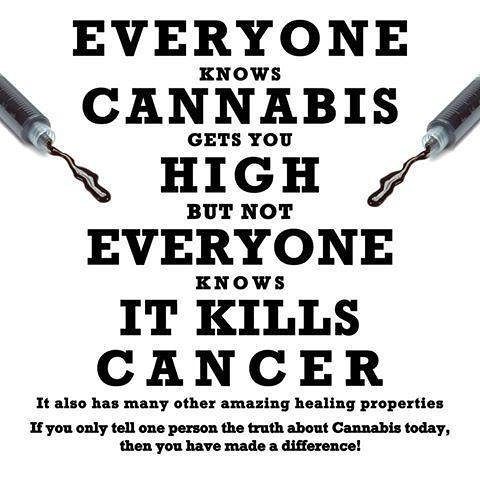 EVERYONE
KNOWS
CANNABIS
GETS YOU
HIGH
BUT NOT
EVERYONE
KNOWS
IT KILLS
CANCER
It also has many other amazing healing properties
If you only tell one person the truth about Cannabis today,
then you have made a difference!